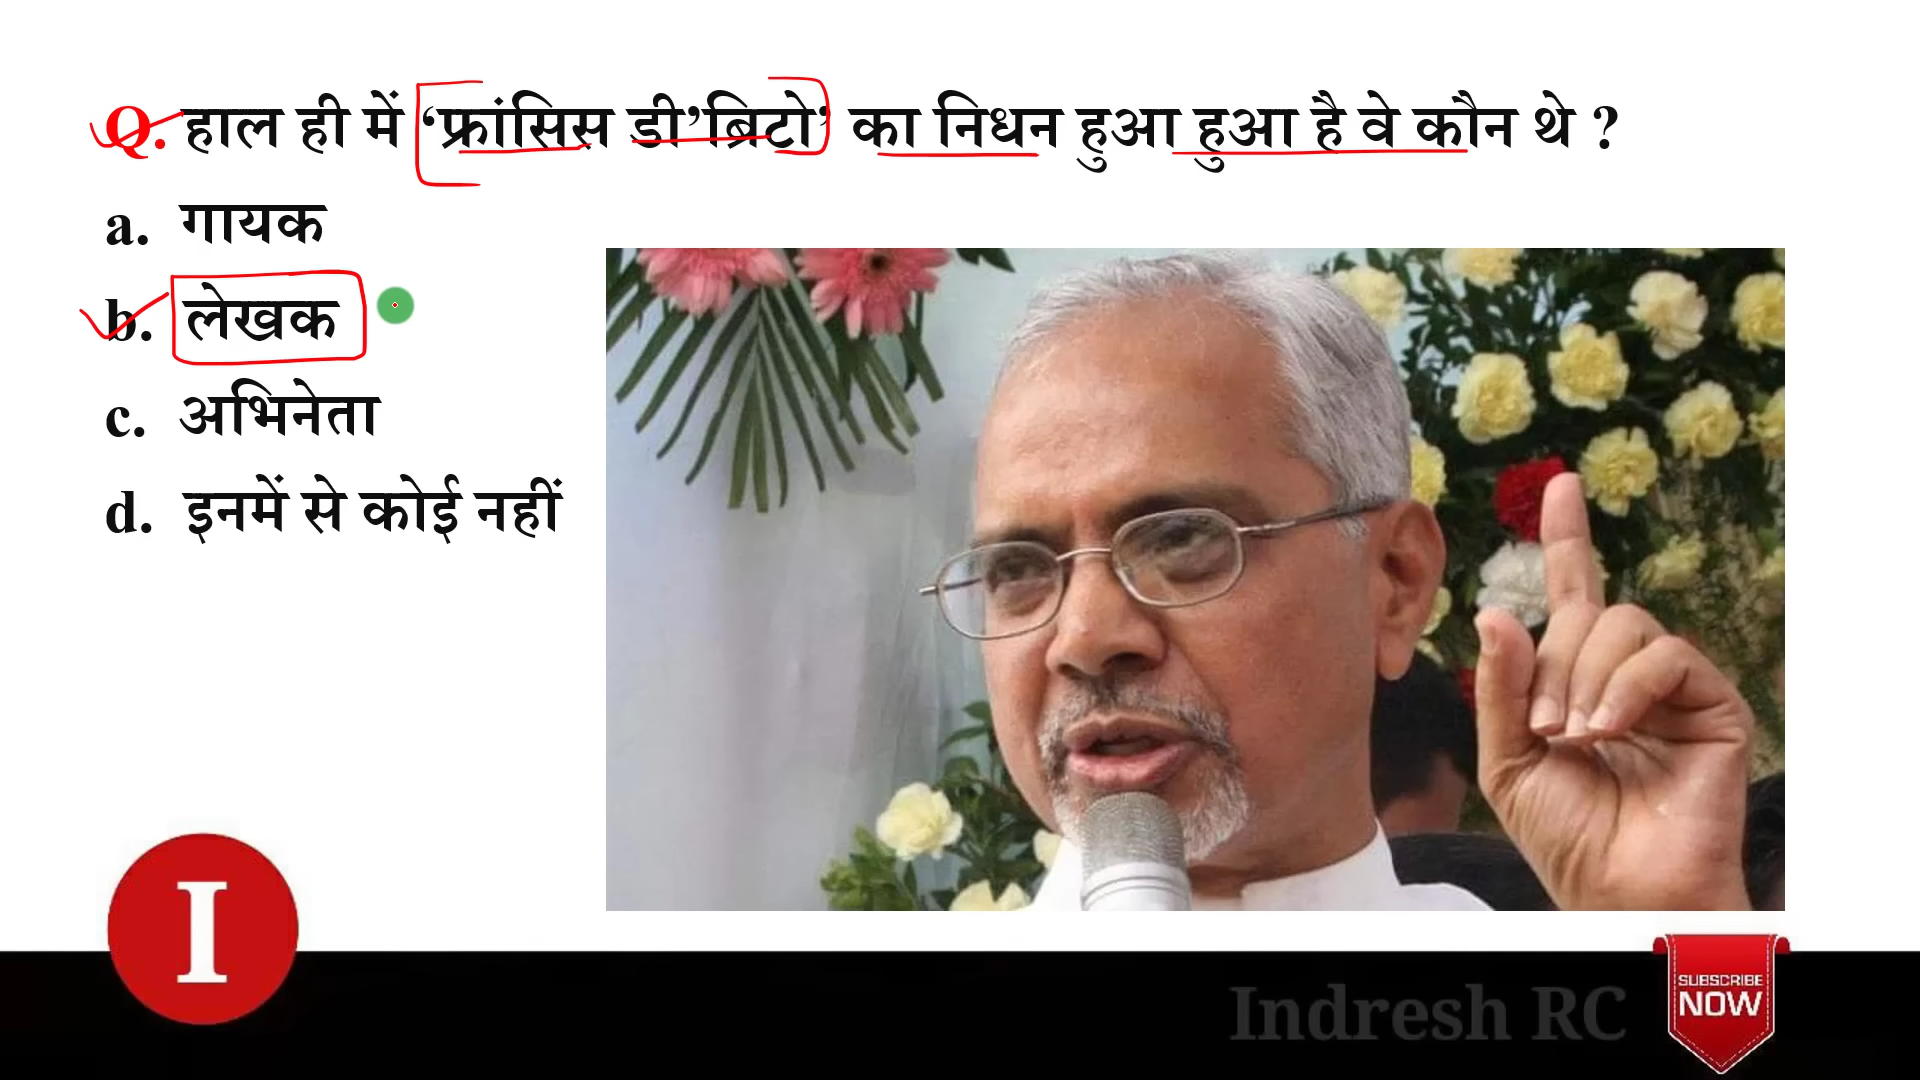 Q. हाल ही में ‘फ्रांसिस डी’ब्रिटो’ का निधन हुआ हुआ है वे कौन थे ?
a. गायक
b. लेखक
c. अभिनेता
d. इनमें से कोई नहीं
I
Indresh RC
SUBSCRIBE
NOW